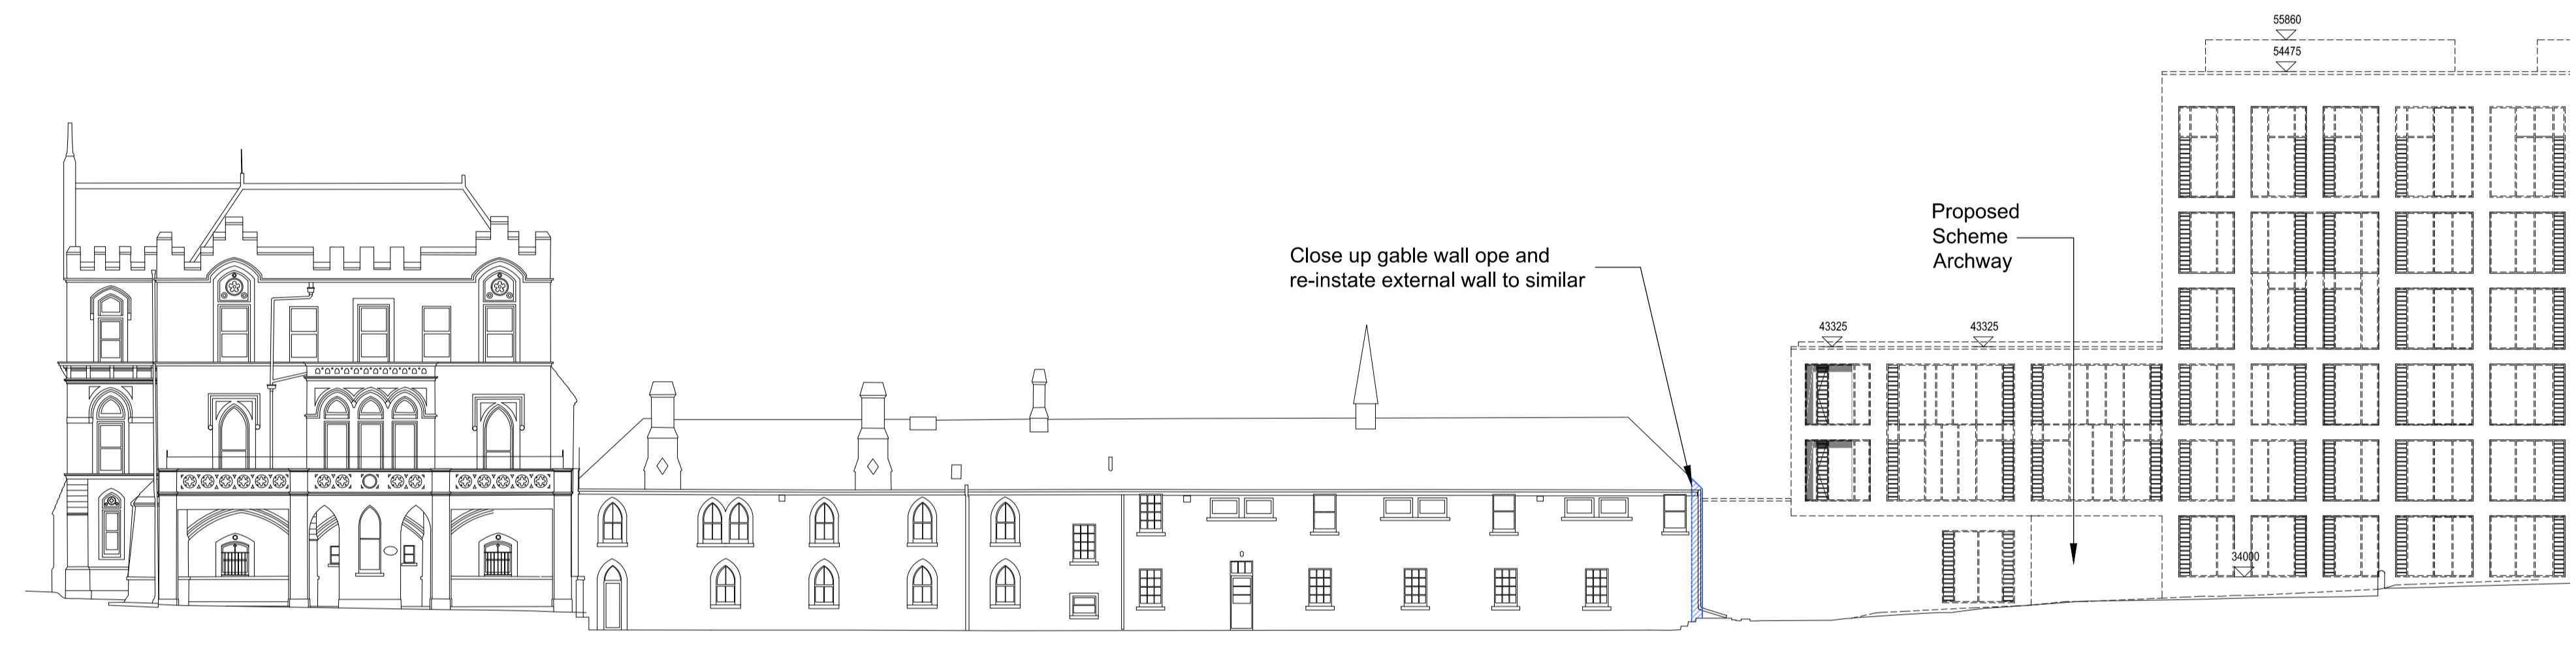 55860
54475
Proposed
Scheme
Archway
Close up gable wall ope and
re-instate external wall to similar
43325
43325
34000
0